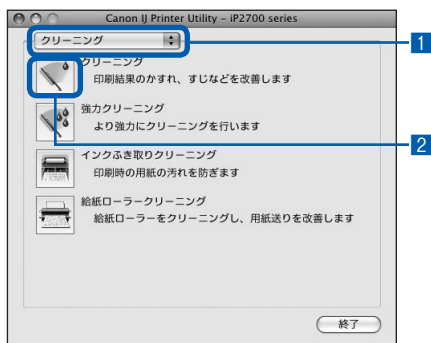 Canon IJ Printer Utility – iP2700 series
クリーニング
1
クリーニング
印刷結果のかすれ、すじなどを改善します
強力クリーニング
より強力にクリーニングを行います
2
インクふき取りクリーニング
印刷時の用紙の汚れを防ぎます
給紙ローラークリーニング
給紙ローラーをクリーニングし、用紙送りを改善します
終了